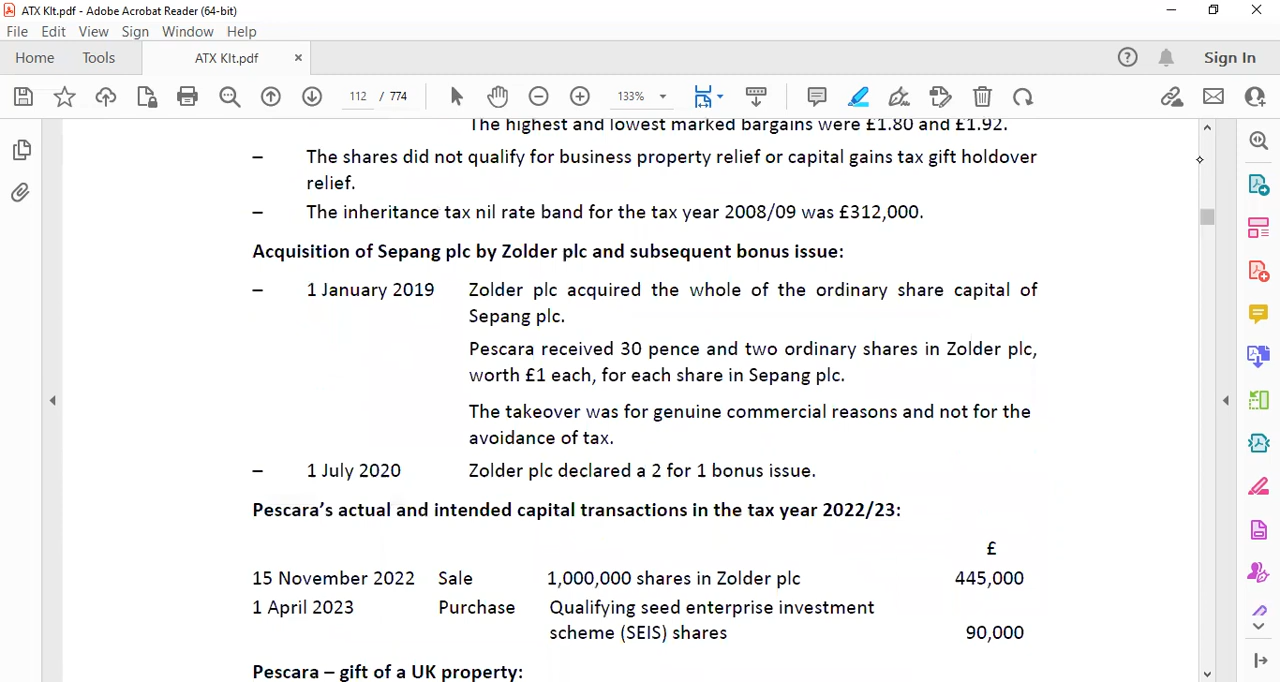 ATX KIt.pdf - Adobe Acrobat Reader (64-bit)
File Edit View Sign Window Help
Home Tools ATX KIt.pdf × Sign In
112 / 774 133%
The highest and lowest marked bargains were £1.80 and £1.92.
– The shares did not qualify for business property relief or capital gains tax gift holdover
relief.
– The inheritance tax nil rate band for the tax year 2008/09 was £312,000.
Acquisition of Sepang plc by Zolder plc and subsequent bonus issue:
– 1 January 2019 Zolder plc acquired the whole of the ordinary share capital of
Sepang plc.
Pescara received 30 pence and two ordinary shares in Zolder plc,
worth £1 each, for each share in Sepang plc.
The takeover was for genuine commercial reasons and not for the
avoidance of tax.
– 1 July 2020 Zolder plc declared a 2 for 1 bonus issue.
Pescara’s actual and intended capital transactions in the tax year 2022/23:
£
15 November 2022 Sale 1,000,000 shares in Zolder plc 445,000
1 April 2023 Purchase Qualifying seed enterprise investment
scheme (SEIS) shares 90,000
Pescara – gift of a UK property: